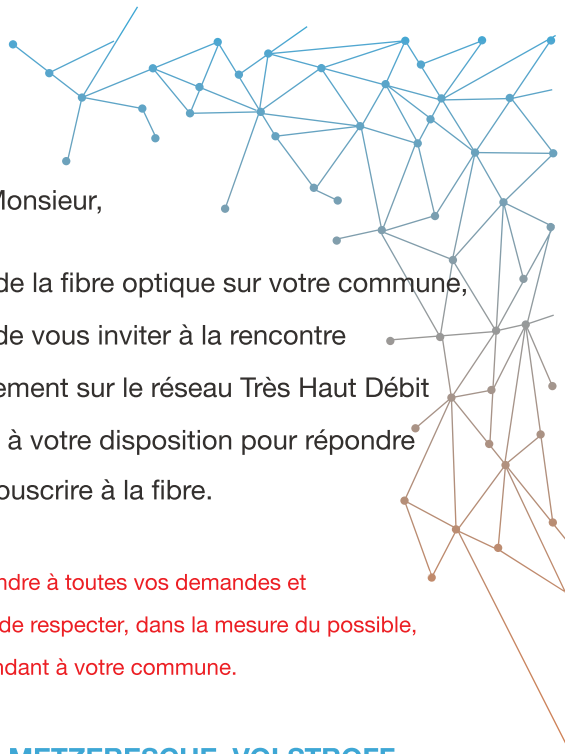 Monsieur,
de la fibre optique sur votre commune,
de vous inviter à la rencontre
ement sur le réseau Très Haut Débit
à votre disposition pour répondre
ouscrire à la fibre.
ndre à toutes vos demandes et
de respecter, dans la mesure du possible,
ndant à votre commune.
METZERESCHE, VOLSTROFF